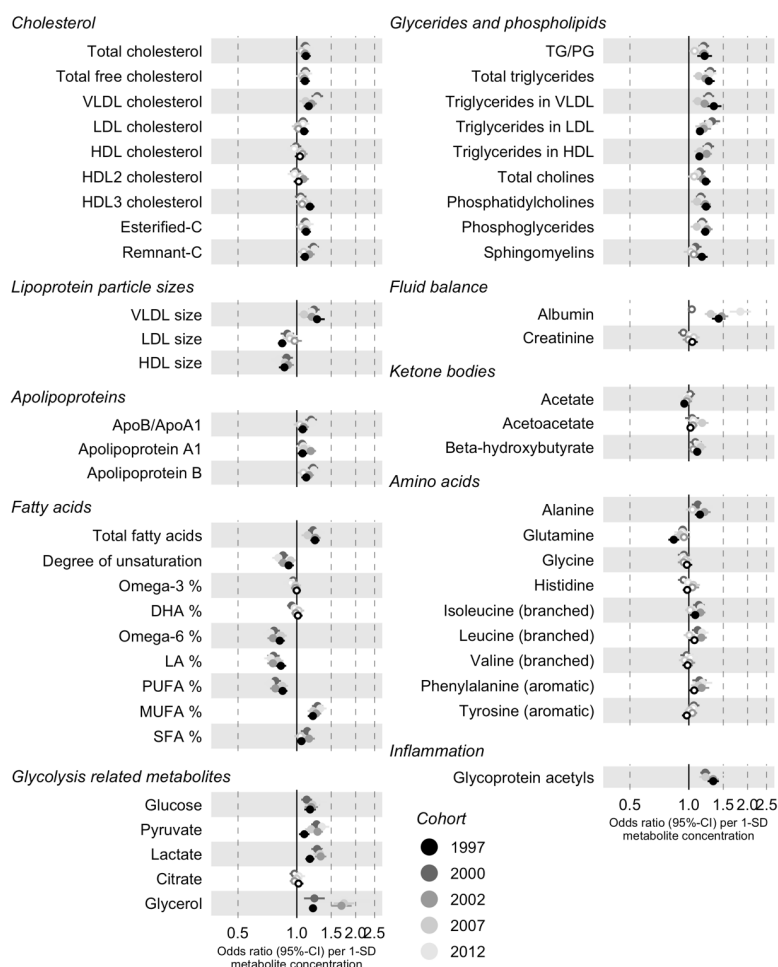 Cholesterol
Total cholesterol
Total free cholesterol
VLDL cholesterol
LDL cholesterol
HDL cholesterol
HDL2 cholesterol
HDL3 cholesterol
Esterified-C
Remnant-C
Lipoprotein particle sizes
VLDL size
LDL size
HDL size
Apolipoproteins
ApoB/ApoA1
Apolipoprotein A1
Apolipoprotein B
Fatty acids
Total fatty acids
Degree of unsaturation
Omega-3 %
DHA %
Omega-6 %
LA %
PUFA %
MUFA %
SFA %
Glycolysis related metabolites
Glucose
Pyruvate
Lactate
Citrate
Glycerol
0.5 1.0 1.5 2.0 2.5
Odds ratio (95%-CI) per 1-SD
metabolite concentration
Glycerides and phospholipids
TG/PG
Total triglycerides
Triglycerides in VLDL
Triglycerides in LDL
Triglycerides in HDL
Total cholines
Phosphatidylcholines
Phosphoglycerides
Sphingomyelins
Fluid balance
Albumin
Creatinine
Ketone bodies
Acetate
Acetoacetate
Beta-hydroxybutyrate
Amino acids
Alanine
Glutamine
Glycine
Histidine
Isoleucine (branched)
Leucine (branched)
Valine (branched)
Phenylalanine (aromatic)
Tyrosine (aromatic)
Inflammation
Glycoprotein acetyls
0.5 1.0 1.5 2.0 2.5
Odds ratio (95%-CI) per 1-SD
metabolite concentration
Cohort
1997
2000
2002
2007
2012